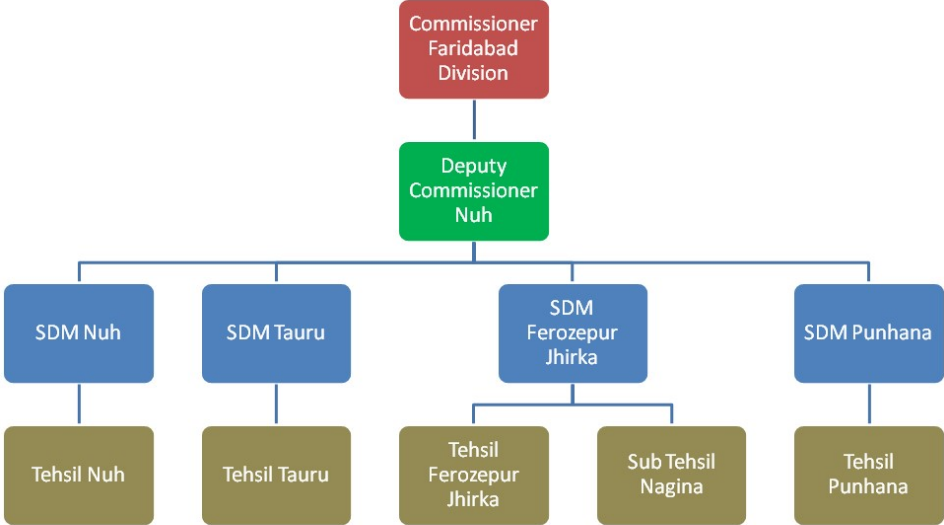 Commissioner
Faridabad
Division
Deputy
Commissioner
Nuh
SDM Nuh
SDM Tauru
SDM
Ferozepur
Jhirka
SDM Punhana
Tehsil Nuh
Tehsil Tauru
Tehsil
Ferozepur
Jhirka
Sub Tehsil
Nagina
Tehsil
Punhana